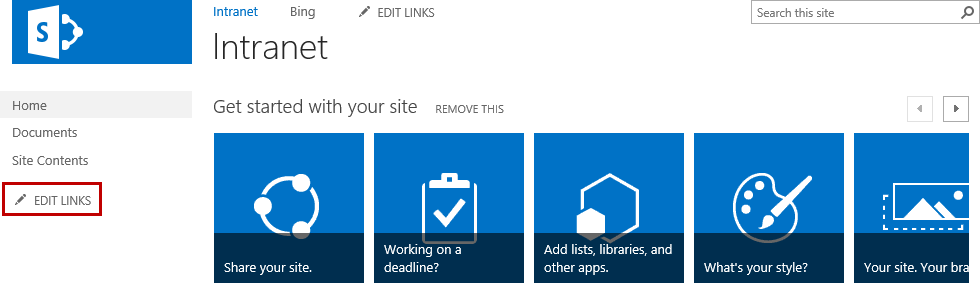 Intranet Bing EDIT LINKS
Search this site
S
Intranet
Home
Documents
Site Contents
EDIT LINKS
Get started with your site REMOVE THIS
Share your site.
Working on a
deadline?
Add lists, libraries, and
other apps.
What's your style?
Your site. Your bra